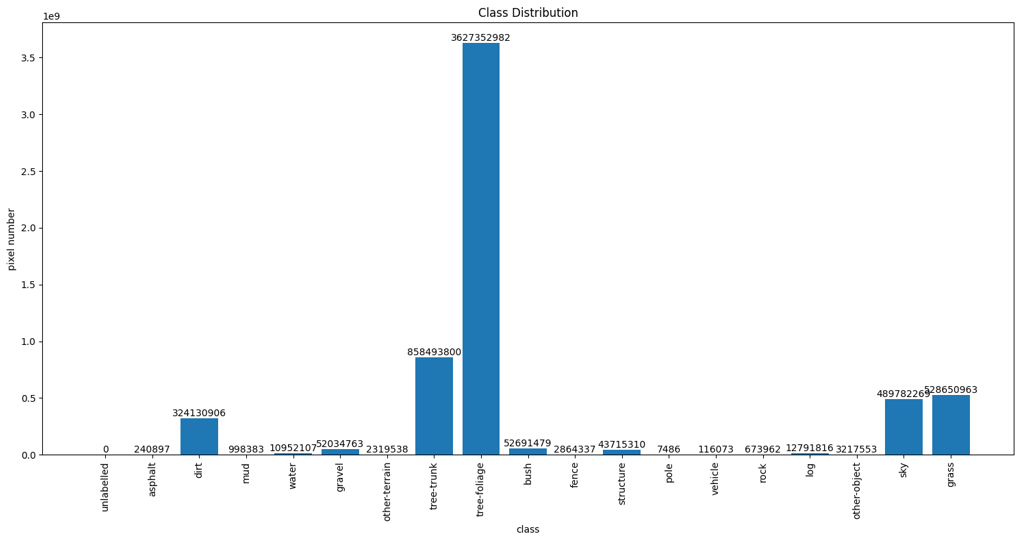 Class Distribution
1e9
pixel number
3.5
3.0
2.5
2.0
1.5
1.0
0.5
0.0
0
240897
324130906
998383
10952107
52034763
2319538
858493800
3627352982
52691479
2864337
43715310
7486
116073
673962
12791816
3217553
489782269
528650963
unlabelled
asphalt
dirt
mud
water
gravel
other-terrain
tree-trunk
tree-foliage
bush
fence
structure
pole
vehicle
rock
log
other-object
sky
grass
class